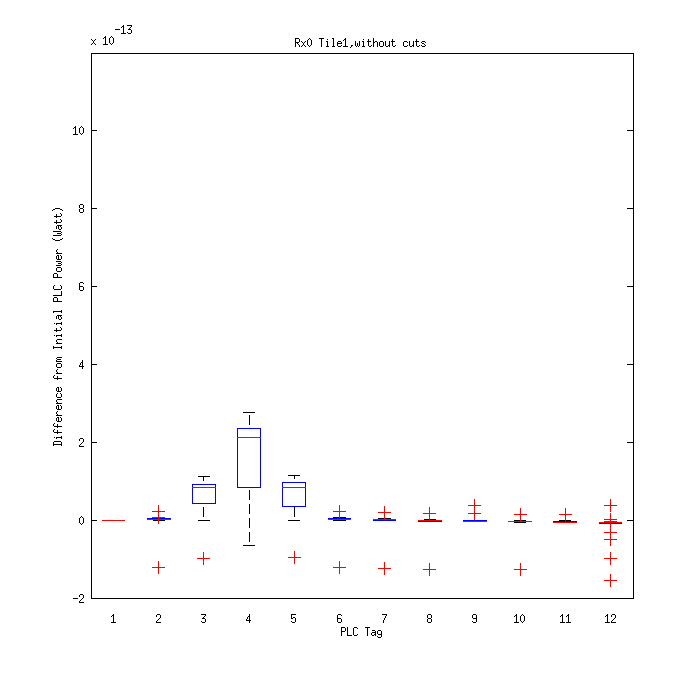 x 10^-13
Rx0 Tile1,without cuts
10
8
6
4
2
0
-2
Difference from Initial PLC Power (Watt)
1 2 3 4 5 6 7 8 9 10 11 12
PLC Tag